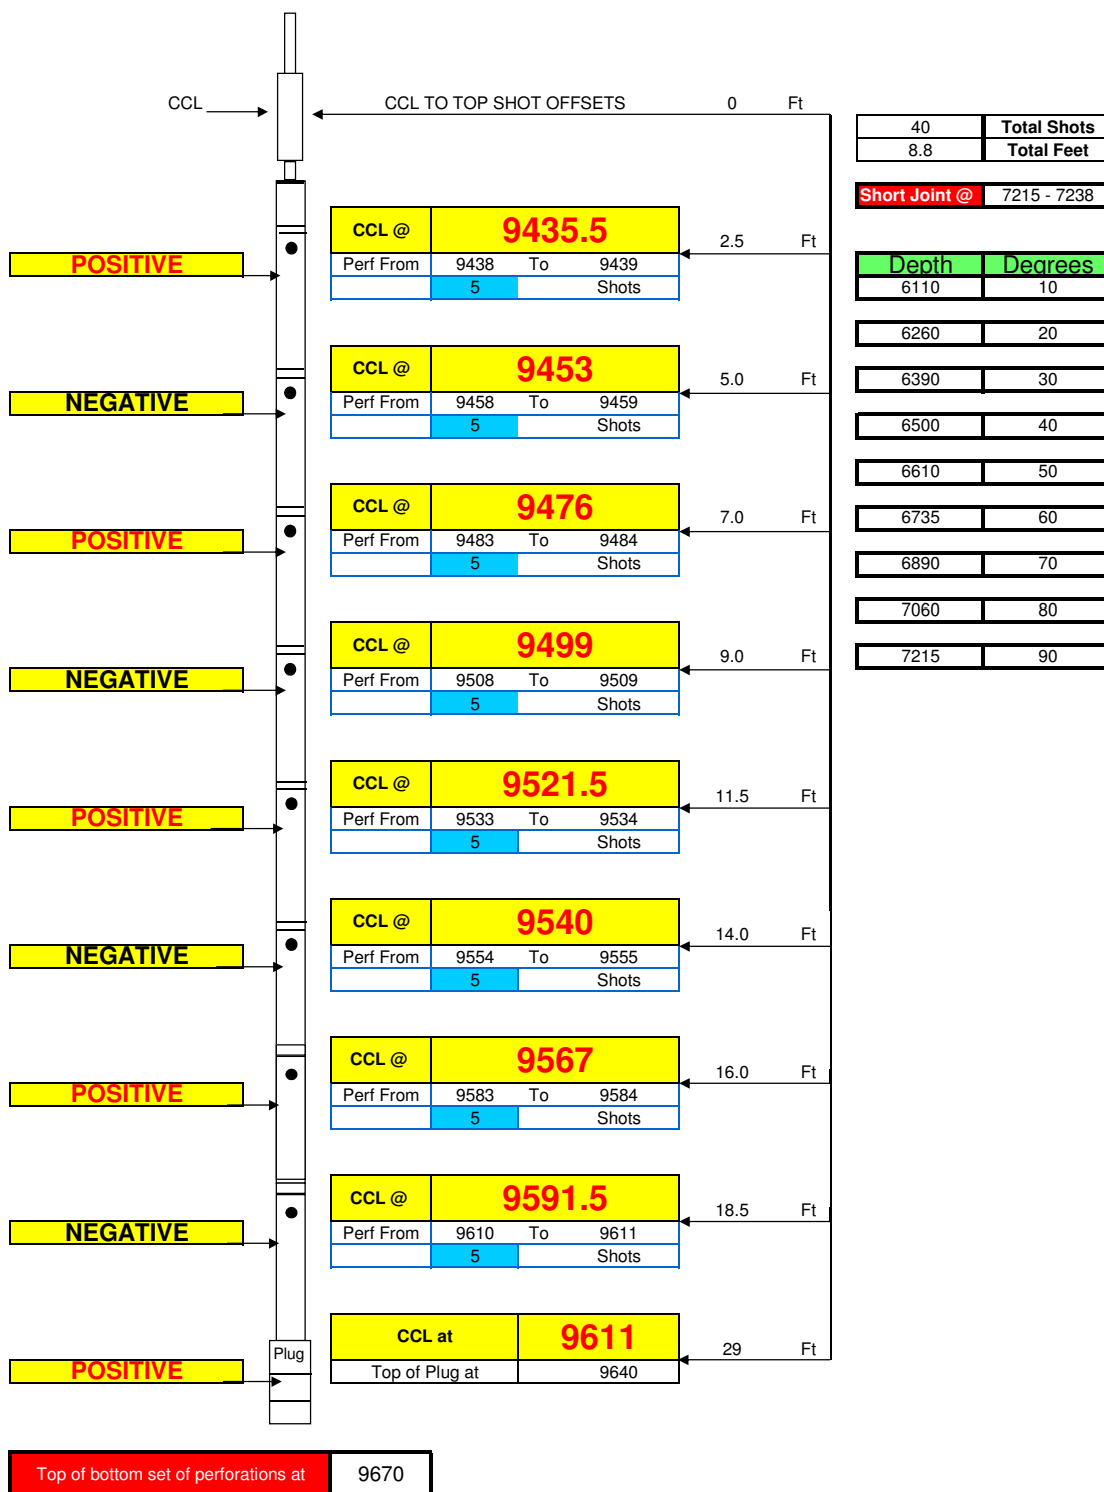 CCL CCL TO TOP SHOT OFFSETS 0 Ft
40 Total Shots
8.8 Total Feet
Short Joint @ 7215 - 7238
CCL @ 9435.5 2.5 Ft
POSITIVE Perf From 9438 To 9439
5 Shots
Depth Degrees
6110 10
6260 20
6390 30
6500 40
6610 50
6735 60
6890 70
7060 80
7215 90
CCL @ 9453 5.0 Ft
NEGATIVE Perf From 9458 To 9459
5 Shots
CCL @ 9476 7.0 Ft
POSITIVE Perf From 9483 To 9484
5 Shots
CCL @ 9499 9.0 Ft
NEGATIVE Perf From 9508 To 9509
5 Shots
CCL @ 9521.5 11.5 Ft
POSITIVE Perf From 9533 To 9534
5 Shots
CCL @ 9540 14.0 Ft
NEGATIVE Perf From 9554 To 9555
5 Shots
CCL @ 9567 16.0 Ft
POSITIVE Perf From 9583 To 9584
5 Shots
CCL @ 9591.5 18.5 Ft
NEGATIVE Perf From 9610 To 9611
5 Shots
Plug CCL at 9611 29 Ft
POSITIVE Top of Plug at 9640
Top of bottom set of perforations at 9670